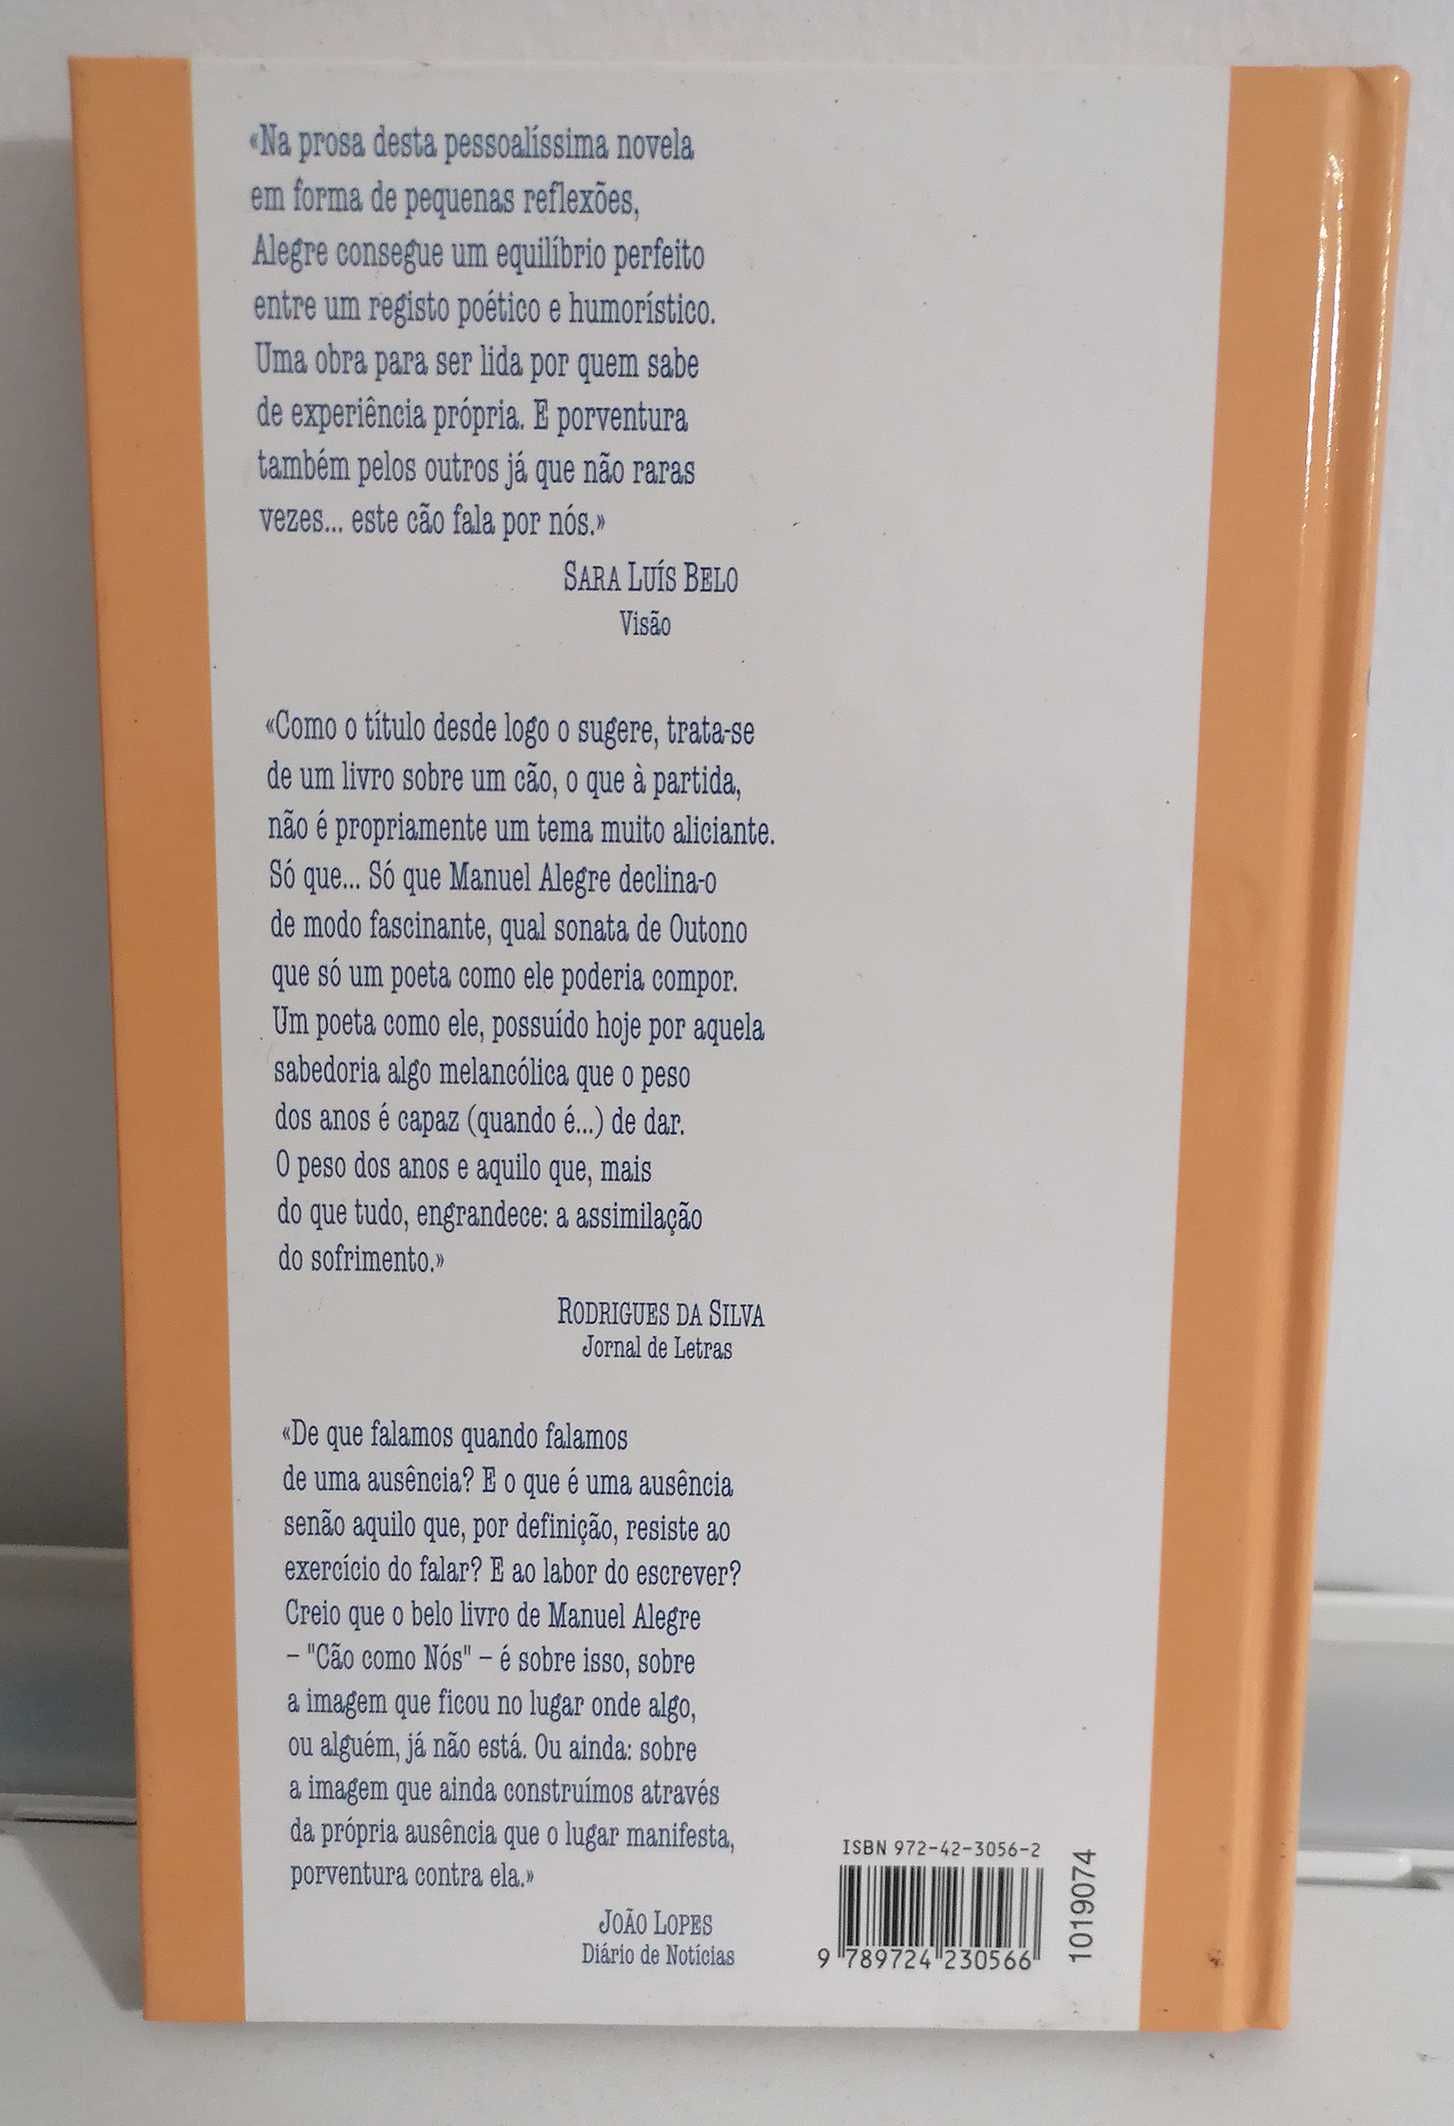 «Na prosa desta pessoalíssima novela
em forma de pequenas reflexões,
Alegre consegue um equilíbrio perfeito
entre um registo poético e humorístico.
Uma obra para ser lida por quem sabe
de experiência própria. E porventura
também pelos outros já que não raras
vezes... este cão fala por nós.»
SARA LUÍS BELO
Visão
«Como o título desde logo o sugere, trata-se
de um livro sobre um cão, o que à partida,
não é propriamente um tema muito aliciante.
Só que... Só que Manuel Alegre declina-o
de modo fascinante, qual sonata de Outono
que só um poeta como ele poderia compor.
Um poeta como ele, possuído hoje por aquela
sabedoria algo melancólica que o peso
dos anos é capaz (quando é...) de dar.
O peso dos anos e aquilo que, mais
do que tudo, engrandece: a assimilação
do sofrimento.»
RODRIGUES DA SILVA
Jornal de Letras
«De que falamos quando falamos
de uma ausência? E o que é uma ausência
senão aquilo que, por definição, resiste ao
exercício do falar? E ao labor do escrever?
Creio que o belo livro de Manuel Alegre
– "Cão como Nós" – é sobre isso, sobre
a imagem que ficou no lugar onde algo,
ou alguém, já não está. Ou ainda: sobre
a imagem que ainda construímos através
da própria ausência que o lugar manifesta,
porventura contra ela.»
JOÃO LOPES
Diário de Notícias
ISBN 972-42-3056-2
9 789724 230566
1019074